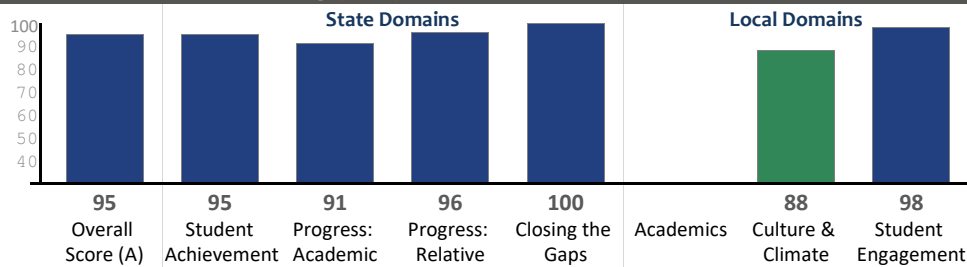 State Domains
Local Domains
100
90
80
70
60
50
40
95
95
91
96
100
88
98
Overall
Score (A)
Student
Achievement
Progress:
Academic
Progress:
Relative
Closing the
Gaps
Academics
Culture &
Climate
Student
Engagement